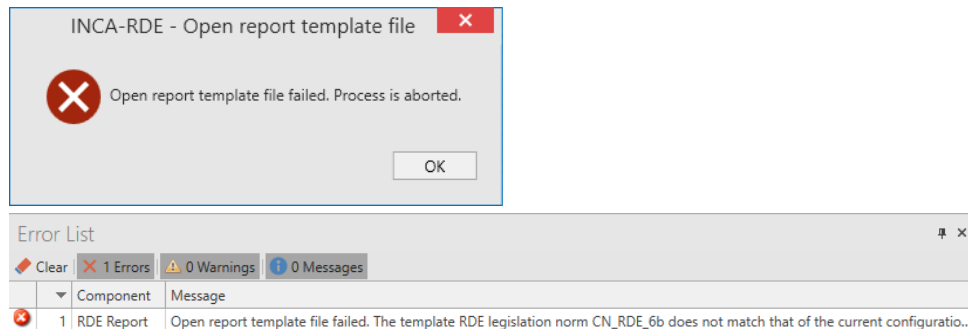 INCA-RDE - Open report template file
Open report template file failed. Process is aborted.
OK
Error List
Clear 1 Errors 0 Warnings 0 Messages
Component Message
1 RDE Report Open report template file failed. The template RDE legislation norm CN_RDE_6b does not match that of the current configuratio...